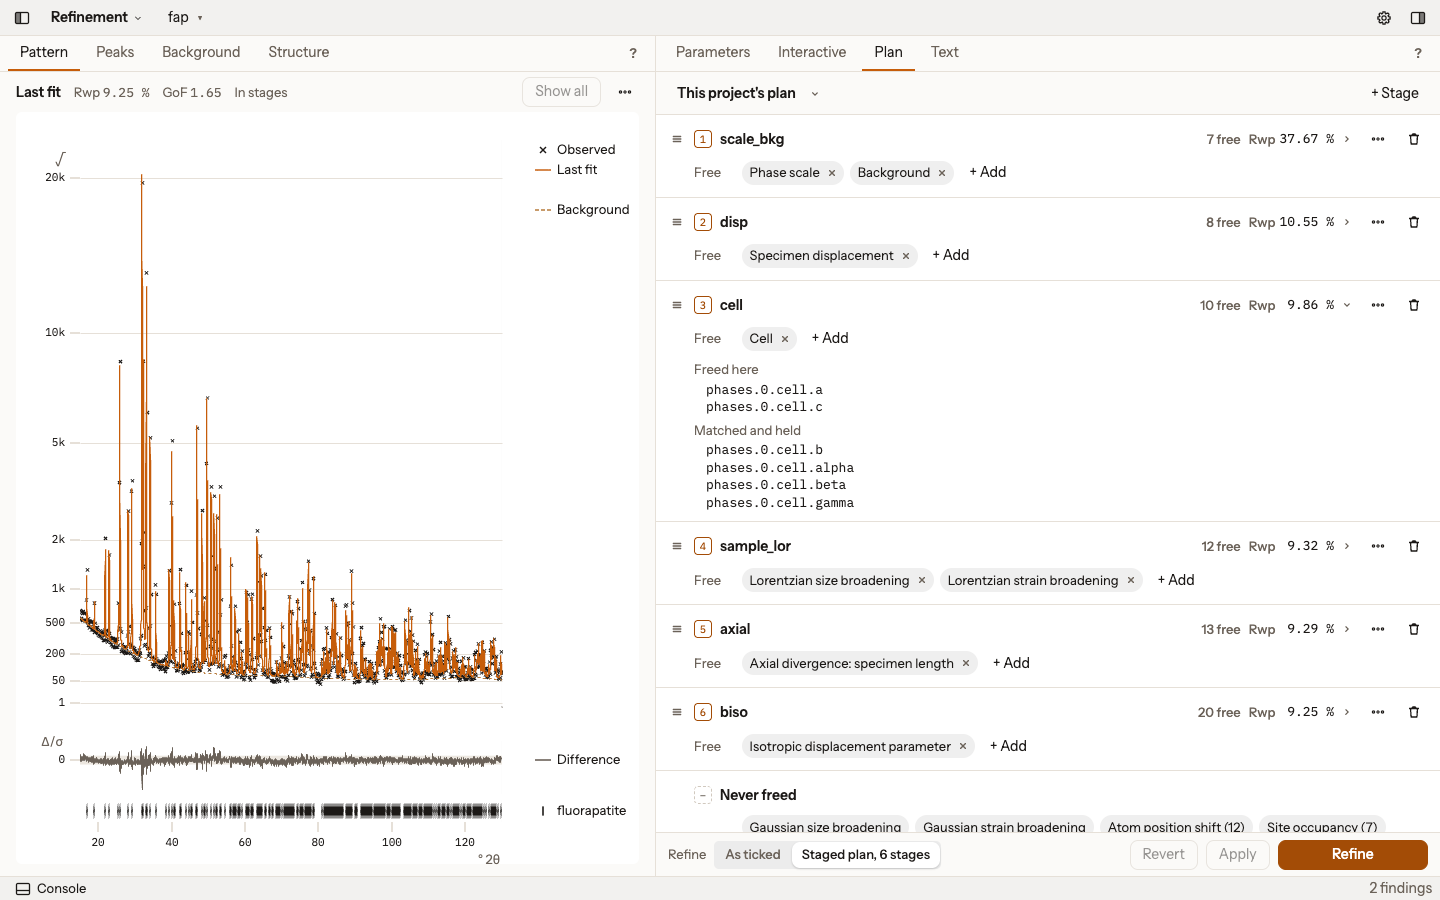 Refinement fap
Pattern Peaks Background Structure ?
Parameters Interactive Plan Text ?
Last fit Rwp 9.25 % GoF 1.65 In stages Show all
√
20k
10k
5k
2k
1k
500
200
50
1
Δ/σ
0
Observed
Last fit
Background
Difference
fluorapatite
20 40 60 80 100 120
°2θ
This project's plan + Stage
1 scale_bkg 7 free Rwp 37.67 %
Free Phase scale × Background × + Add
2 disp 8 free Rwp 10.55 %
Free Specimen displacement × + Add
3 cell 10 free Rwp 9.86 %
Free Cell × + Add
Freed here
phases.0.cell.a
phases.0.cell.c
Matched and held
phases.0.cell.b
phases.0.cell.alpha
phases.0.cell.beta
phases.0.cell.gamma
4 sample_lor 12 free Rwp 9.32 %
Free Lorentzian size broadening × Lorentzian strain broadening × + Add
5 axial 13 free Rwp 9.29 %
Free Axial divergence: specimen length × + Add
6 biso 20 free Rwp 9.25 %
Free Isotropic displacement parameter × + Add
– Never freed
Gaussian size broadening Gaussian strain broadening Atom position shift (12) Site occupancy (7)
Refine As ticked Staged plan, 6 stages Revert Apply Refine
Console 2 findings